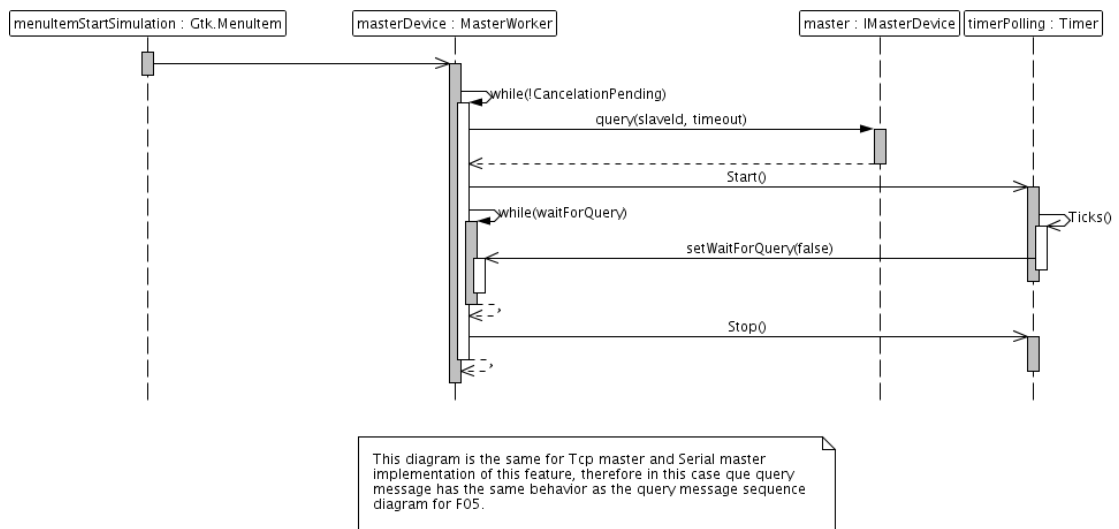 menuItemStartSimulation : Gtk.MenuItem
masterDevice : MasterWorker
master : IMasterDevice
timerPolling : Timer
while(!CancelationPending)
query(slaveId, timeout)
Start()
while(waitForQuery)
Ticks()
setWaitForQuery(false)
Stop()
This diagram is the same for Tcp master and Serial master
implementation of this feature, therefore in this case que query
message has the same behavior as the query message sequence
diagram for F05.